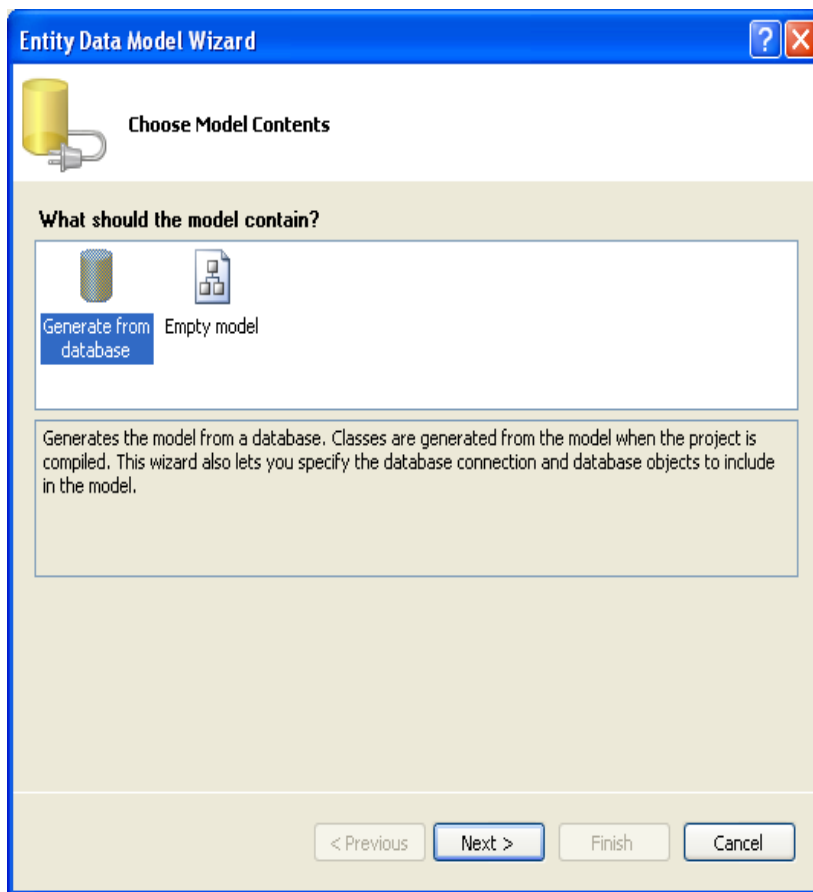 Entity Data Model Wizard
Choose Model Contents
What should the model contain?
Generate from
database
Empty model
Generates the model from a database. Classes are generated from the model when the project is
compiled. This wizard also lets you specify the database connection and database objects to include
in the model.
< Previous
Next >
Finish
Cancel